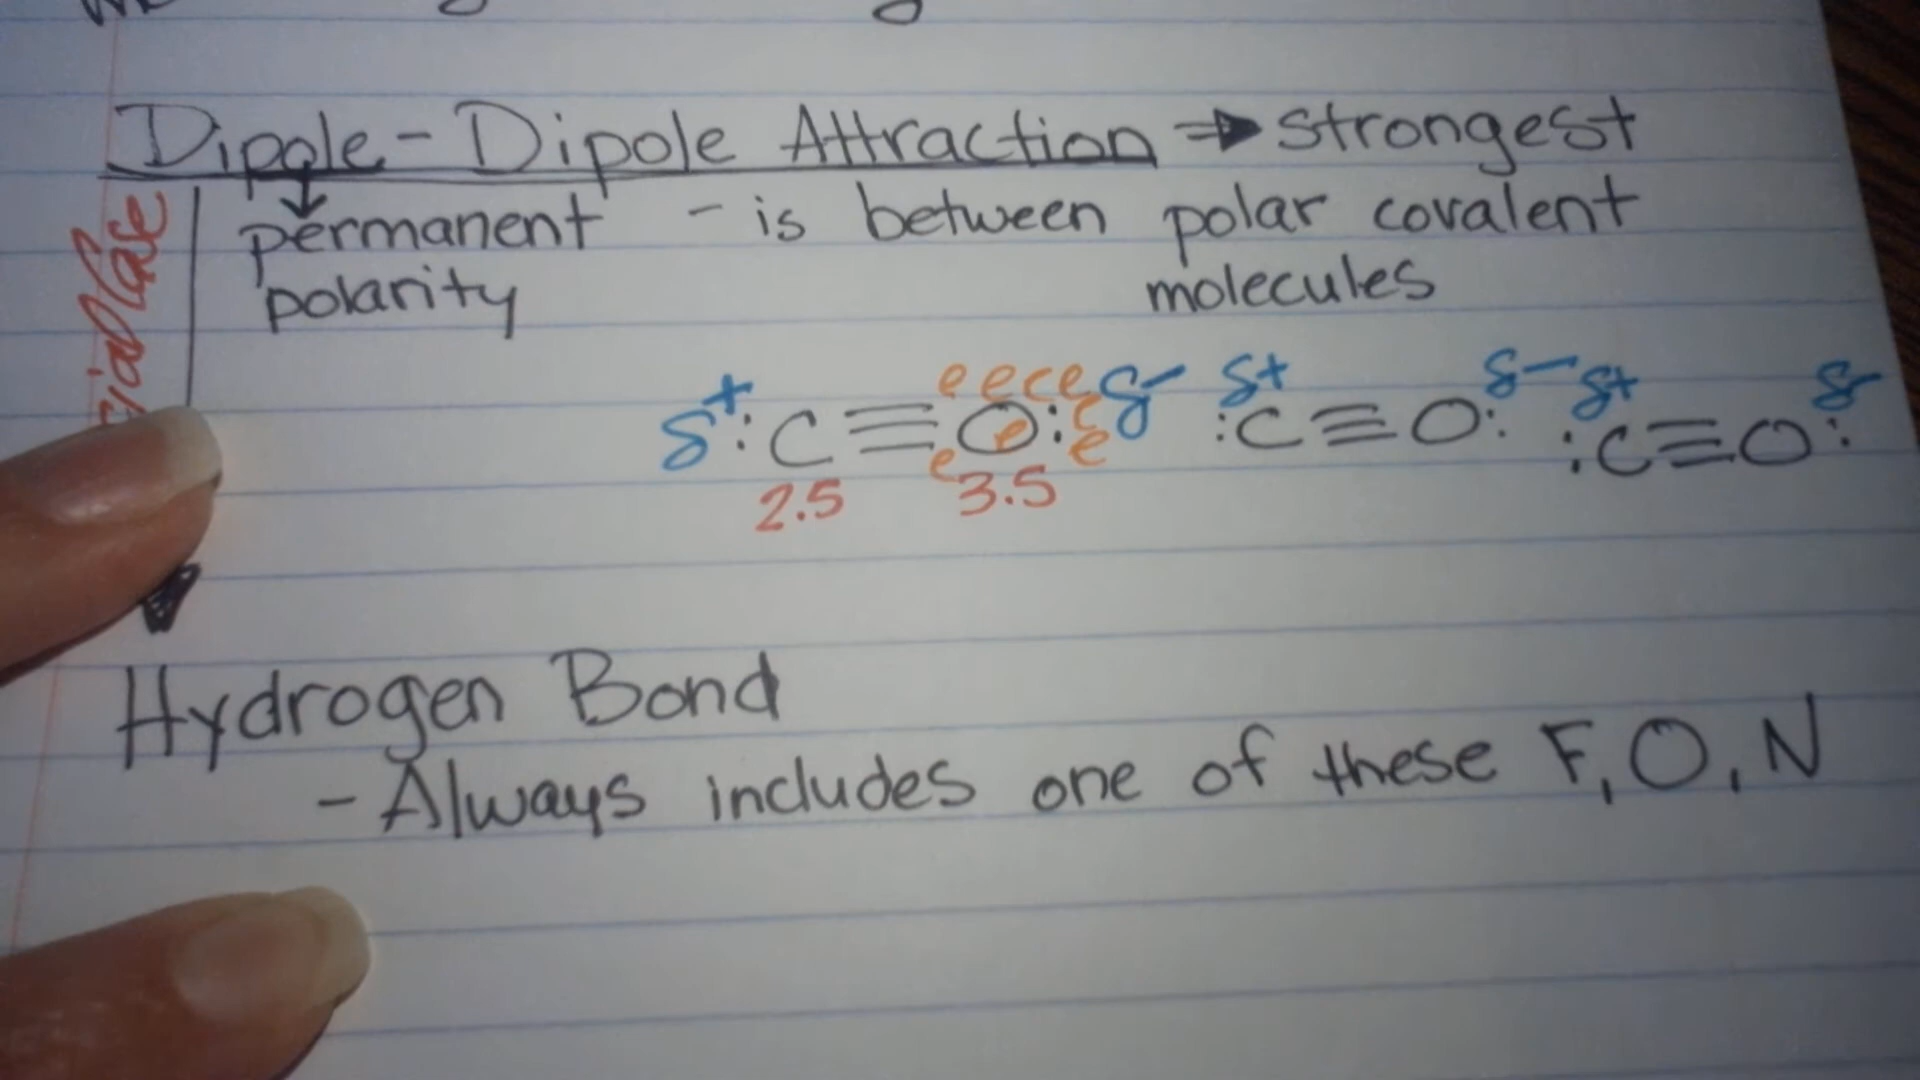 Dipole-Dipole Attraction → strongest
permanent - is between polar covalent
polarity molecules
Case
δ+ :C≡O: δ- δ+ :C≡O: δ- δ+ :C≡O: δ-
e e e e e e e e
2.5 3.5
Hydrogen Bond
- Always includes one of these F, O, N